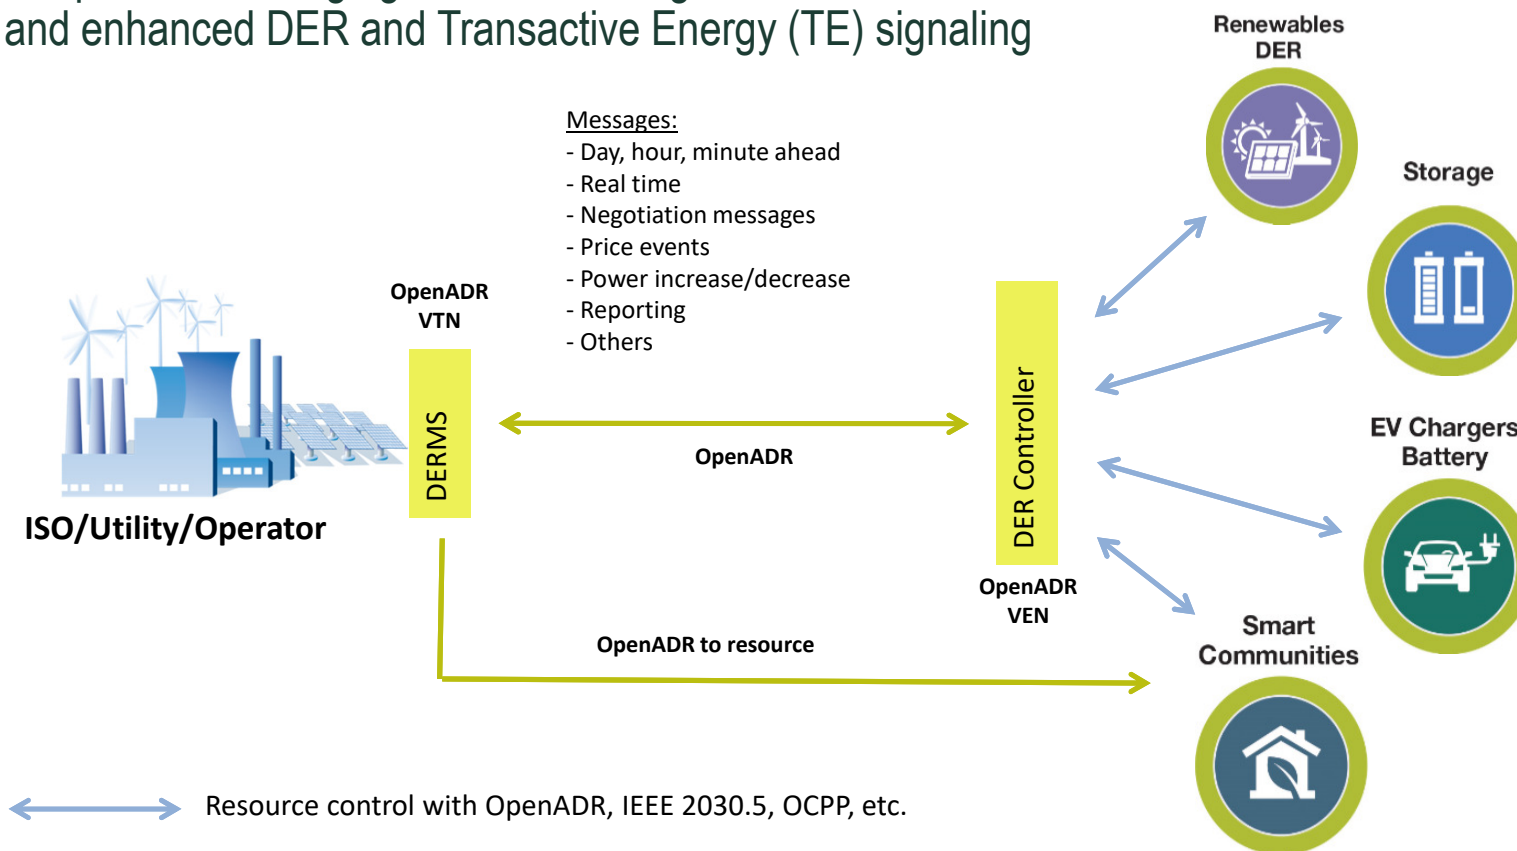 and enhanced DER and Transactive Energy (TE) signaling
Renewables
DER
Messages:
- Day, hour, minute ahead
- Real time
- Negotiation messages
- Price events
- Power increase/decrease
- Reporting
- Others
Storage
OpenADR
VTN
DERMS
ISO/Utility/Operator
OpenADR
DER Controller
OpenADR
VEN
EV Chargers
Battery
OpenADR to resource
Smart
Communities
Resource control with OpenADR, IEEE 2030.5, OCPP, etc.